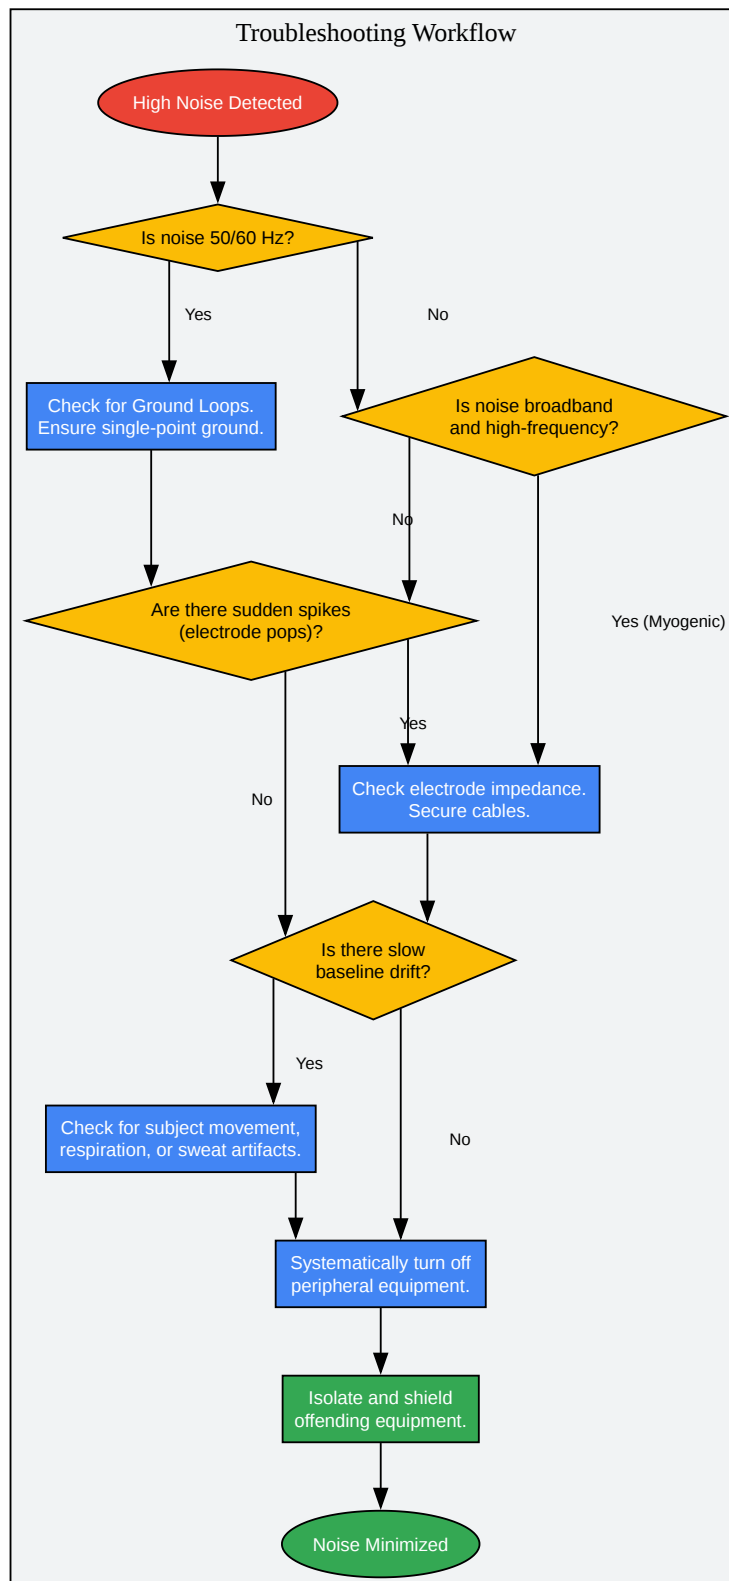 Troubleshooting Workflow
High Noise Detected
Is noise 50/60 Hz?
Yes
No
Check for Ground Loops.
Ensure single-point ground.
Is noise broadband
and high-frequency?
No
Are there sudden spikes
(electrode pops)?
Yes (Myogenic)
Yes
No
Check electrode impedance.
Secure cables.
Is there slow
baseline drift?
Yes
Check for subject movement,
respiration, or sweat artifacts.
No
Systematically turn off
peripheral equipment.
Isolate and shield
offending equipment.
Noise Minimized